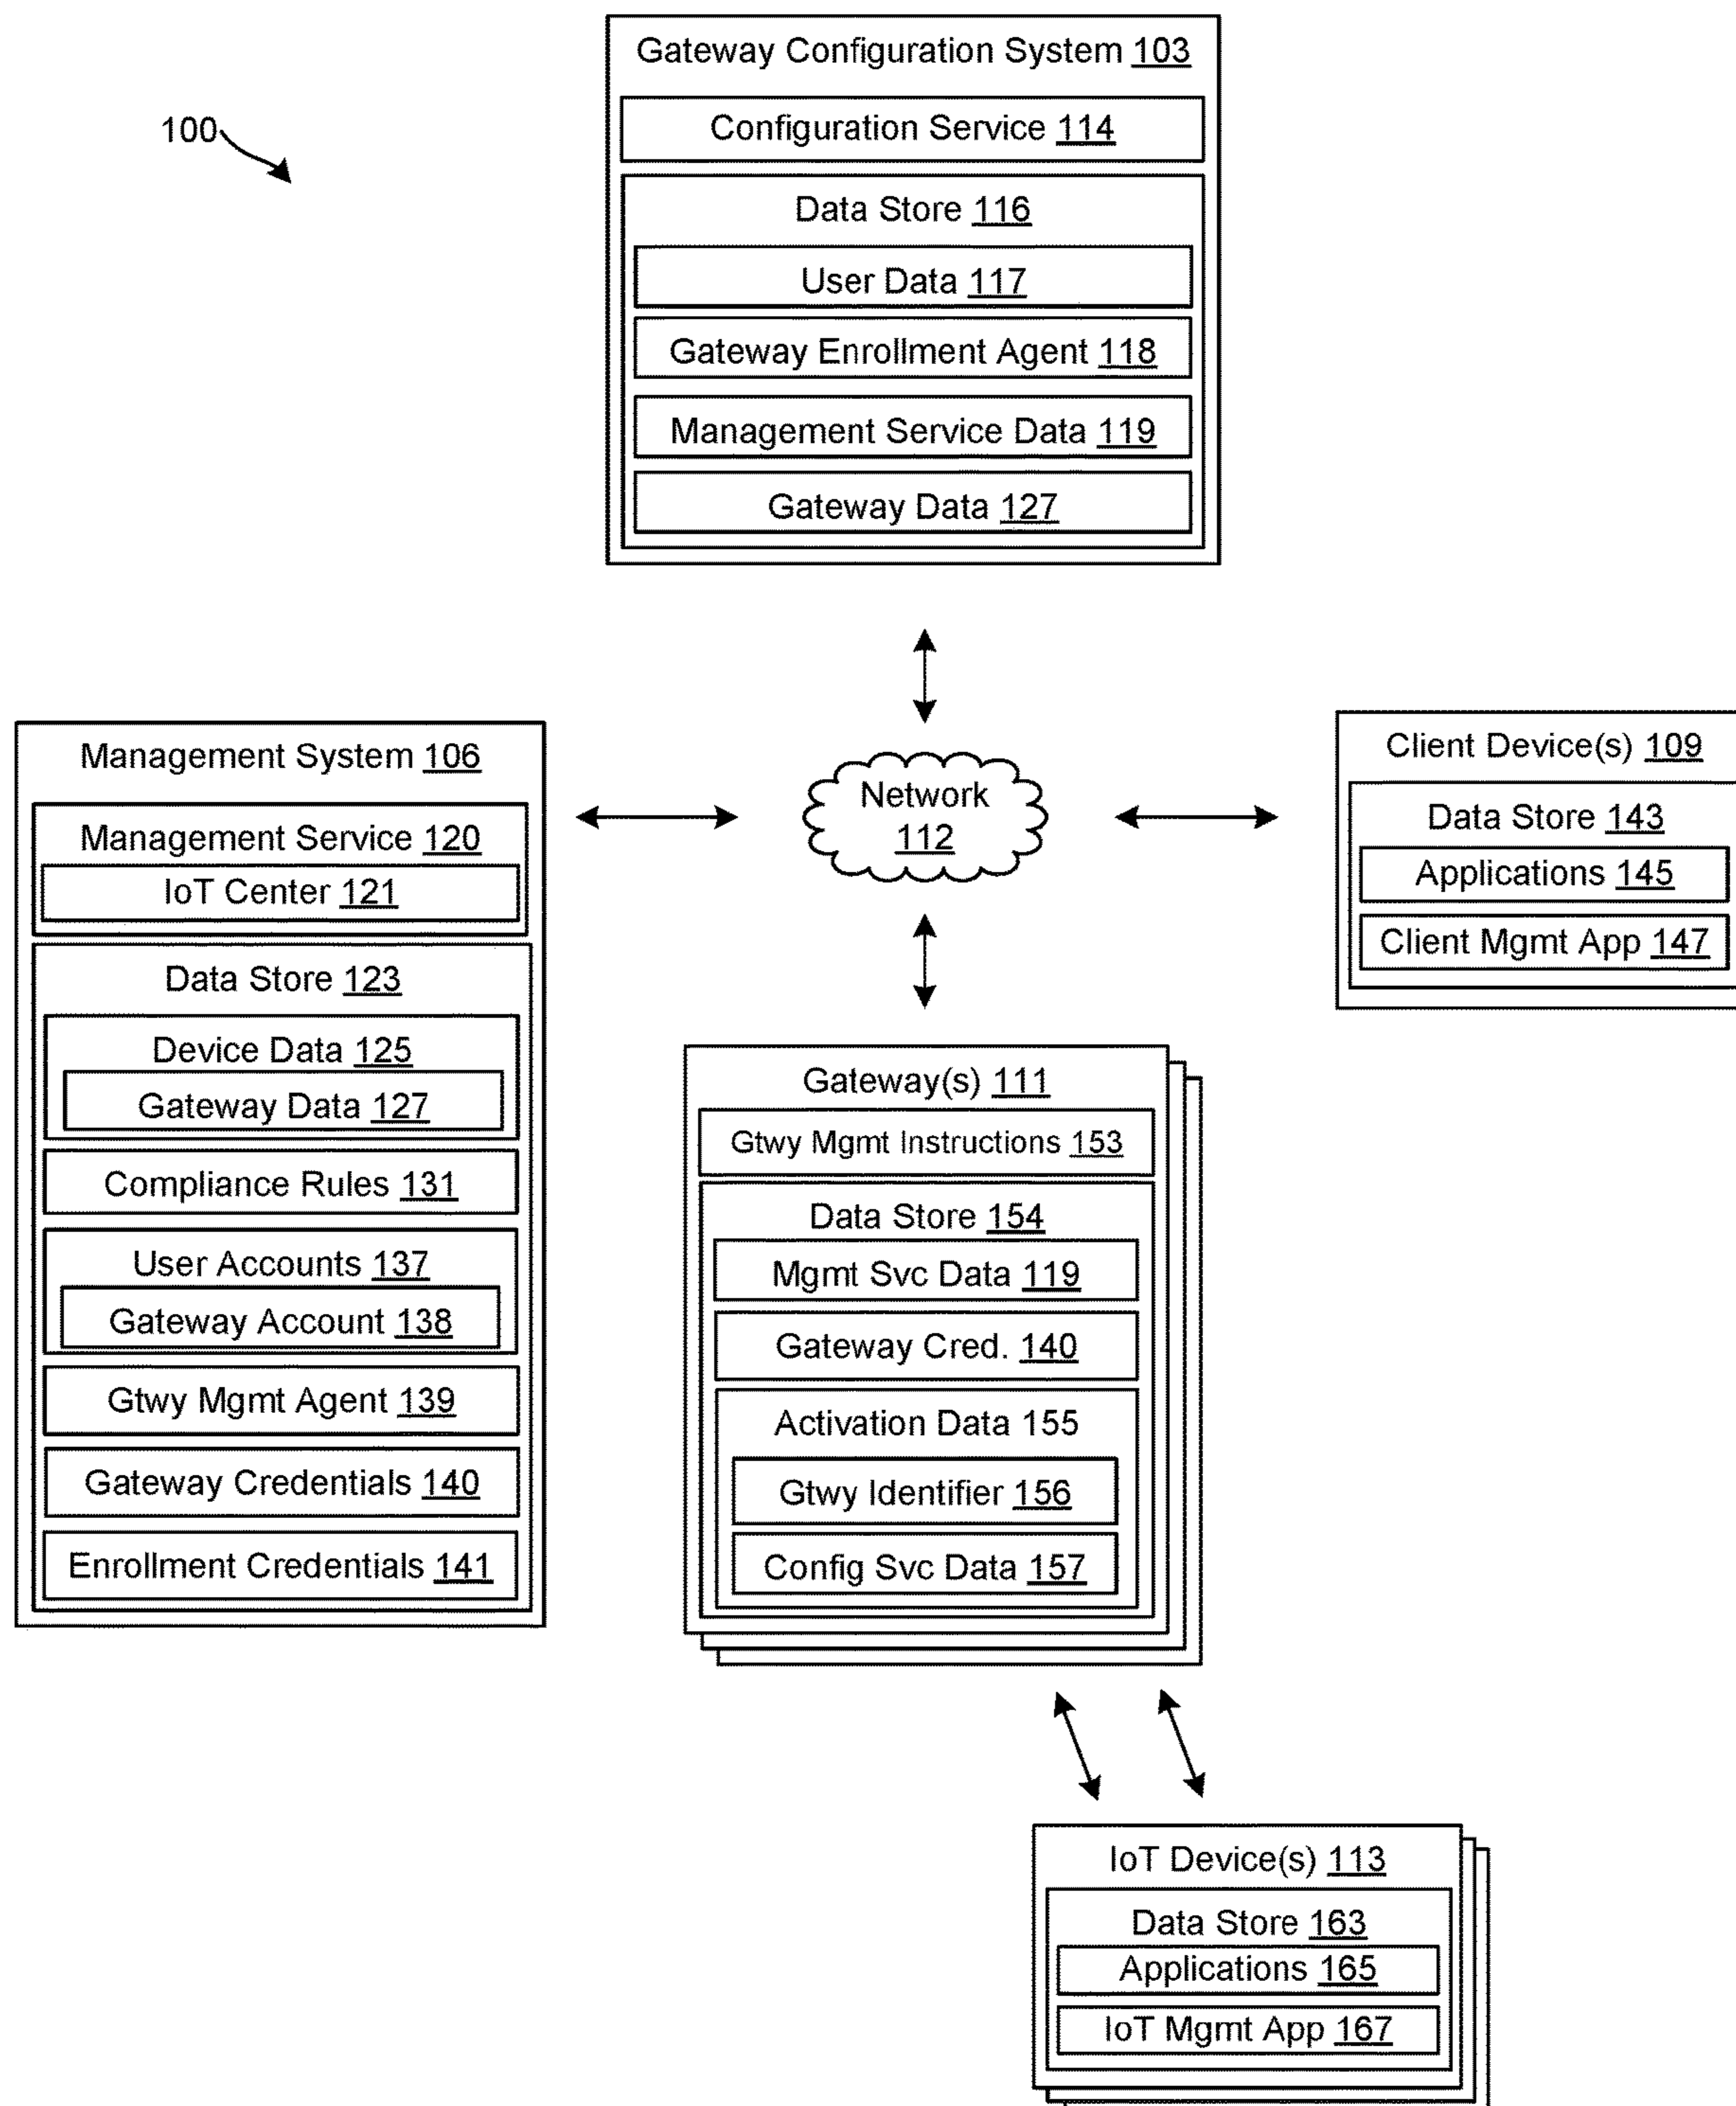 100
Gateway Configuration System 103
Configuration Service 114
Data Store 116
User Data 117
Gateway Enrollment Agent 118
Management Service Data 119
Gateway Data 127
Management System 106
Management Service 120
IoT Center 121
Data Store 123
Device Data 125
Gateway Data 127
Compliance Rules 131
User Accounts 137
Gateway Account 138
Gtwy Mgmt Agent 139
Gateway Credentials 140
Enrollment Credentials 141
Network
112
Client Device(s) 109
Data Store 143
Applications 145
Client Mgmt App 147
Gateway(s) 111
Gtwy Mgmt Instructions 153
Data Store 154
Mgmt Svc Data 119
Gateway Cred. 140
Activation Data 155
Gtwy Identifier 156
Config Svc Data 157
IoT Device(s) 113
Data Store 163
Applications 165
IoT Mgmt App 167